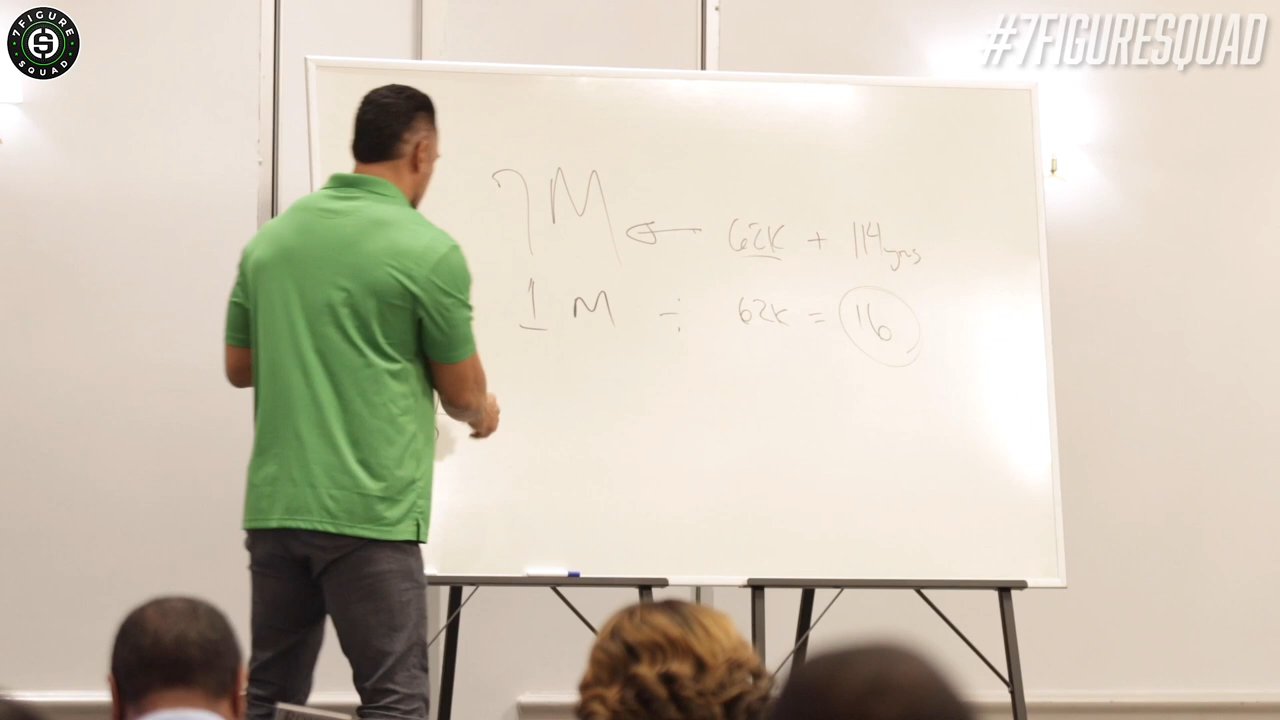 7 FIGURE
SQUAD
#7FIGURESQUAD
7M ← 62K + 114yrs
1 M ÷ 62K = 16